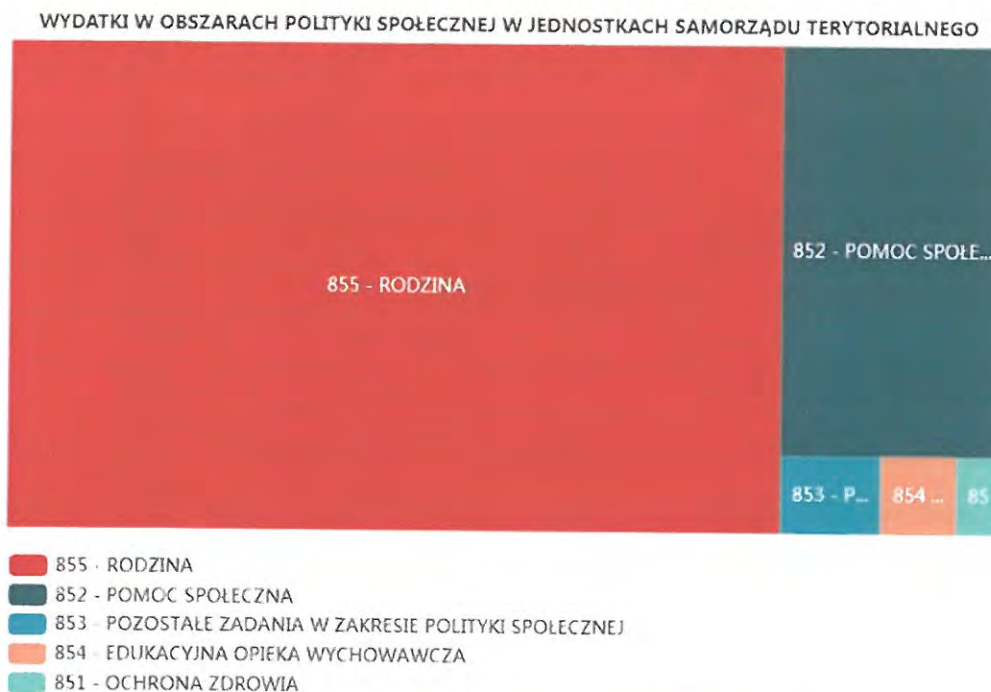 WYDATKI W OBSZARACH POLITYKI SPOŁECZNEJ W JEDNOSTKACH SAMORZĄDU TERYTORIALNEGO
855 - RODZINA
852 - POMOC SPOŁE...
853 - P...
854 ...
85
855 - RODZINA
852 - POMOC SPOŁECZNA
853 - POZOSTAŁE ZADANIA W ZAKRESIE POLITYKI SPOŁECZNEJ
854 - EDUKACYJNA OPIEKA WYCHOWAWCZA
851 - OCHRONA ZDROWIA